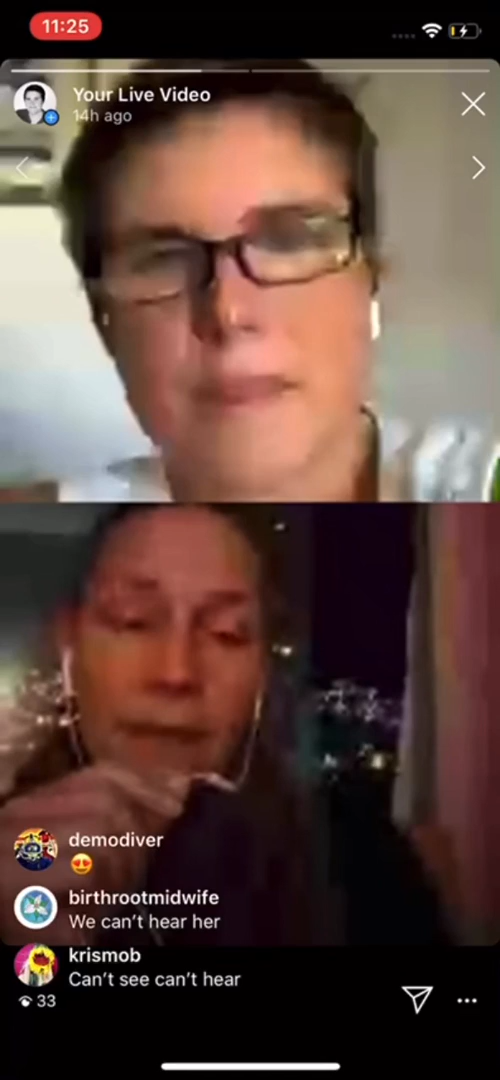 11:25
Your Live Video
14h ago
demodiver
😍
birthrootmidwife
We can't hear her
krismob
Can't see can't hear
33